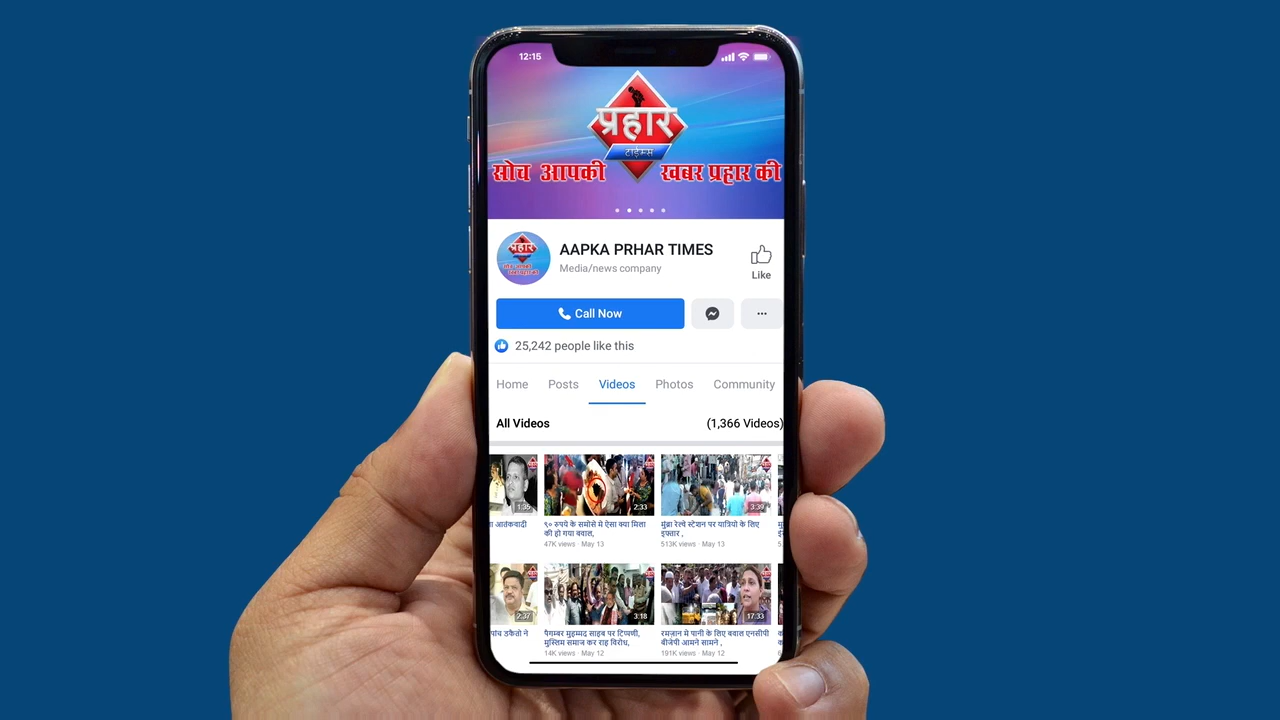 12:15
प्रहार
टाईम्स
सोच आपकी खबर प्रहार की
प्रहार
AAPKA PRHAR TIMES
Media/news company
Like
Call Now
25,242 people like this
Home Posts Videos Photos Community
All Videos (1,366 Videos)
1:35
2:33
3:39
आतंकवादी
९० रुपये के समोसे मे ऐसा क्या मिला
की हो गया बवाल,
47K views · May 13
मुंब्रा रेल्वे स्टेशन पर यात्रियो के लिए
इफ्तार ,
513K views · May 13
2:37
3:18
17:33
पांच डकैतो ने
पैगम्बर मुहम्मद साहब पर टिप्पणी,
मुस्लिम समाज कर राह विरोध,
14K views · May 12
रमज़ान मे पानी के लिए बवाल एनसीपी
बीजेपी आमने सामने ,
191K views · May 12